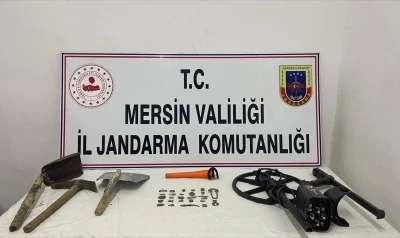 T.C.
MERSİN VALİLİĞİ
İL JANDARMA KOMUTANLIĞI